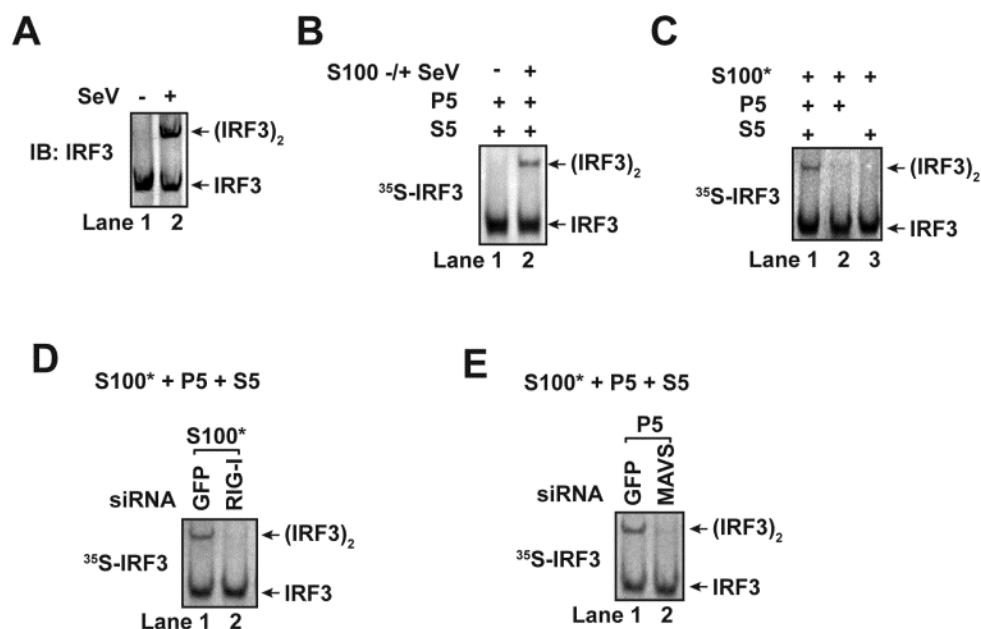 A
SeV - +
IB: IRF3
(IRF3)2
IRF3
Lane 1 2
B
S100 -/+ SeV - +
P5 + +
S5 + +
³⁵S-IRF3
(IRF3)₂
IRF3
Lane 1 2
C
S100* + + +
P5 + +
S5 + +
³⁵S-IRF3
(IRF3)₂
IRF3
Lane 1 2 3
D
S100* + P5 + S5
S100*
siRNA GFP RIG-I
³⁵S-IRF3
(IRF3)₂
IRF3
Lane 1 2
E
S100* + P5 + S5
P5
siRNA GFP MAVS
³⁵S-IRF3
(IRF3)₂
IRF3
Lane 1 2